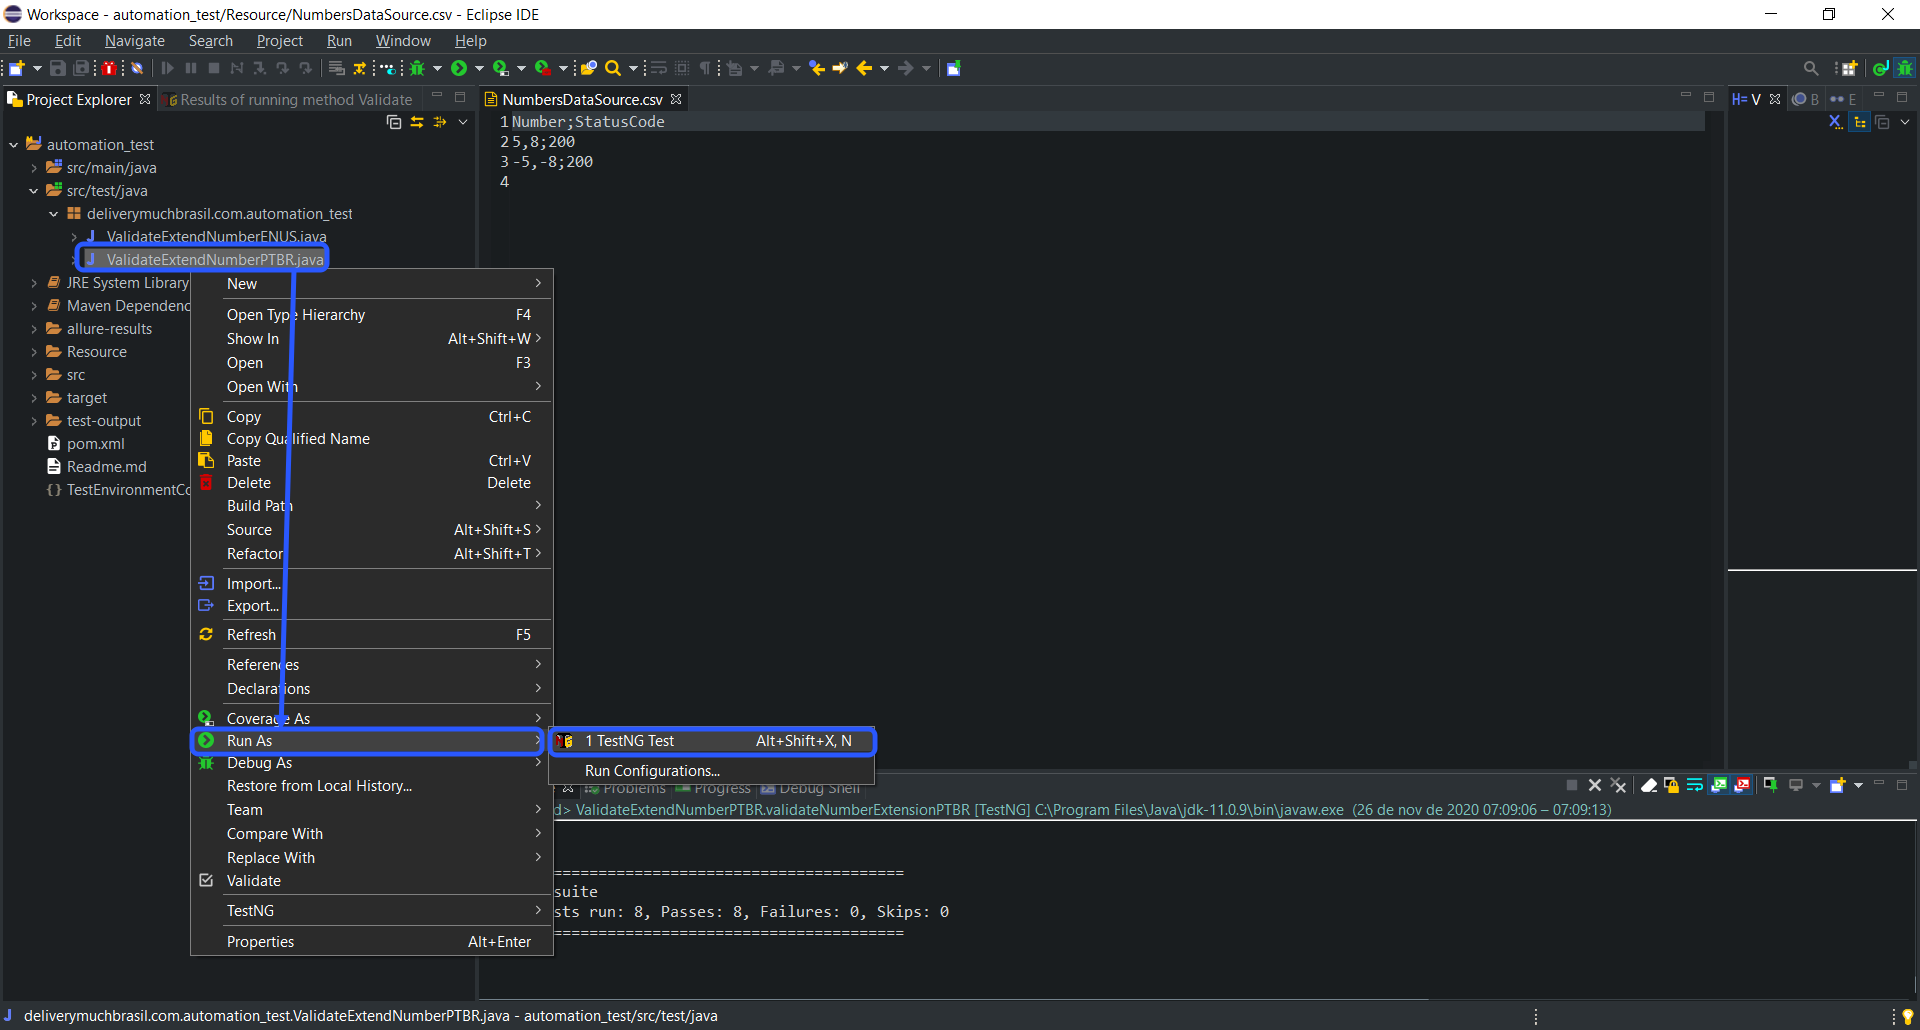 Workspace - automation_test/Resource/NumbersDataSource.csv - Eclipse IDE
File Edit Navigate Search Project Run Window Help
Project Explorer
Results of running method Validate
NumbersDataSource.csv
H= V
B
E
automation_test
src/main/java
src/test/java
deliverymuchbrasil.com.automation_test
ValidateExtendNumberENUS.java
ValidateExtendNumberPTBR.java
JRE System Library
Maven Dependenc
allure-results
Resource
src
target
test-output
pom.xml
Readme.md
{} TestEnvironmentCo
1 Number;StatusCode
2 5,8;200
3 -5,-8;200
4
New
Open Type Hierarchy F4
Show In Alt+Shift+W
Open F3
Open With
Copy Ctrl+C
Copy Qualified Name
Paste Ctrl+V
Delete Delete
Build Path
Source Alt+Shift+S
Refactor Alt+Shift+T
Import...
Export...
Refresh F5
References
Declarations
Coverage As
Run As
Debug As
Restore from Local History...
Team
Compare With
Replace With
Validate
TestNG
Properties Alt+Enter
1 TestNG Test Alt+Shift+X, N
Run Configurations...
Problems Progress Debug Shell
d> ValidateExtendNumberPTBR.validateNumberExtensionPTBR [TestNG] C:\Program Files\Java\jdk-11.0.9\bin\javaw.exe (26 de nov de 2020 07:09:06 – 07:09:13)
=======================================
suite
sts run: 8, Passes: 8, Failures: 0, Skips: 0
=======================================
deliverymuchbrasil.com.automation_test.ValidateExtendNumberPTBR.java - automation_test/src/test/java